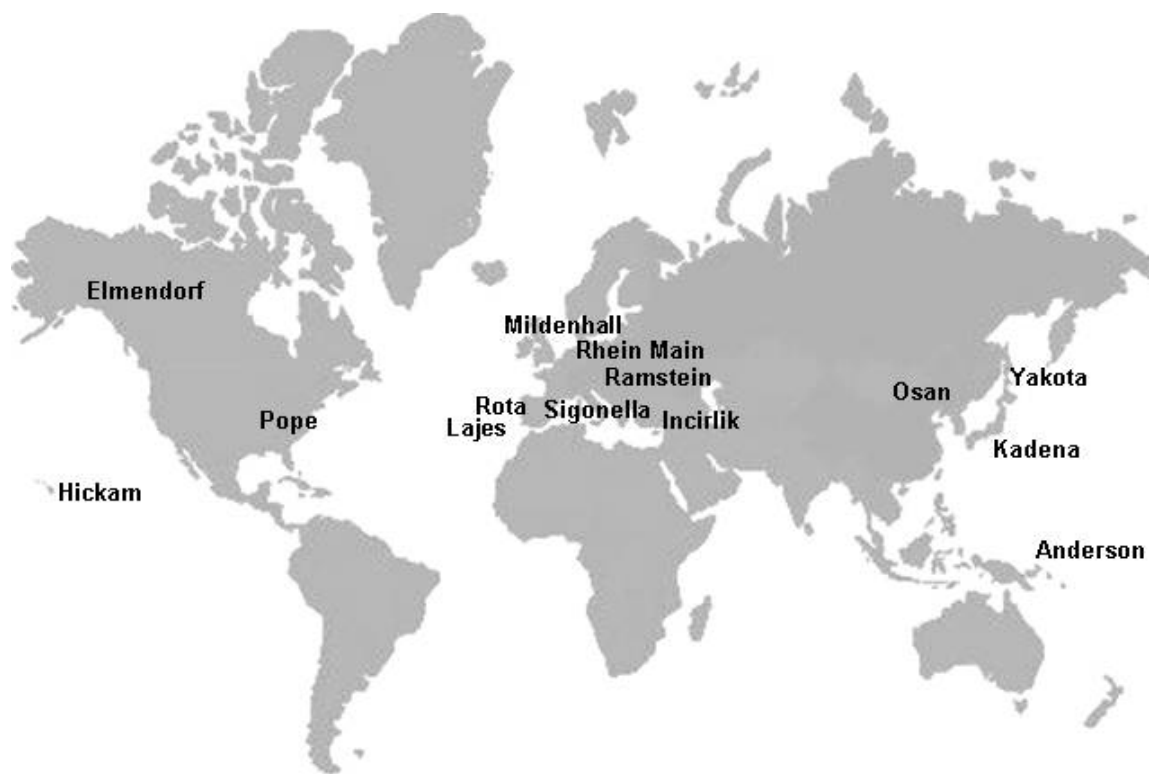 Elmendorf
Mildenhall
Rhein Main
Ramstein
Yakota
Osan
Rota
Sigonella
Incirlik
Pope
Lajes
Kadena
Hickam
Anderson